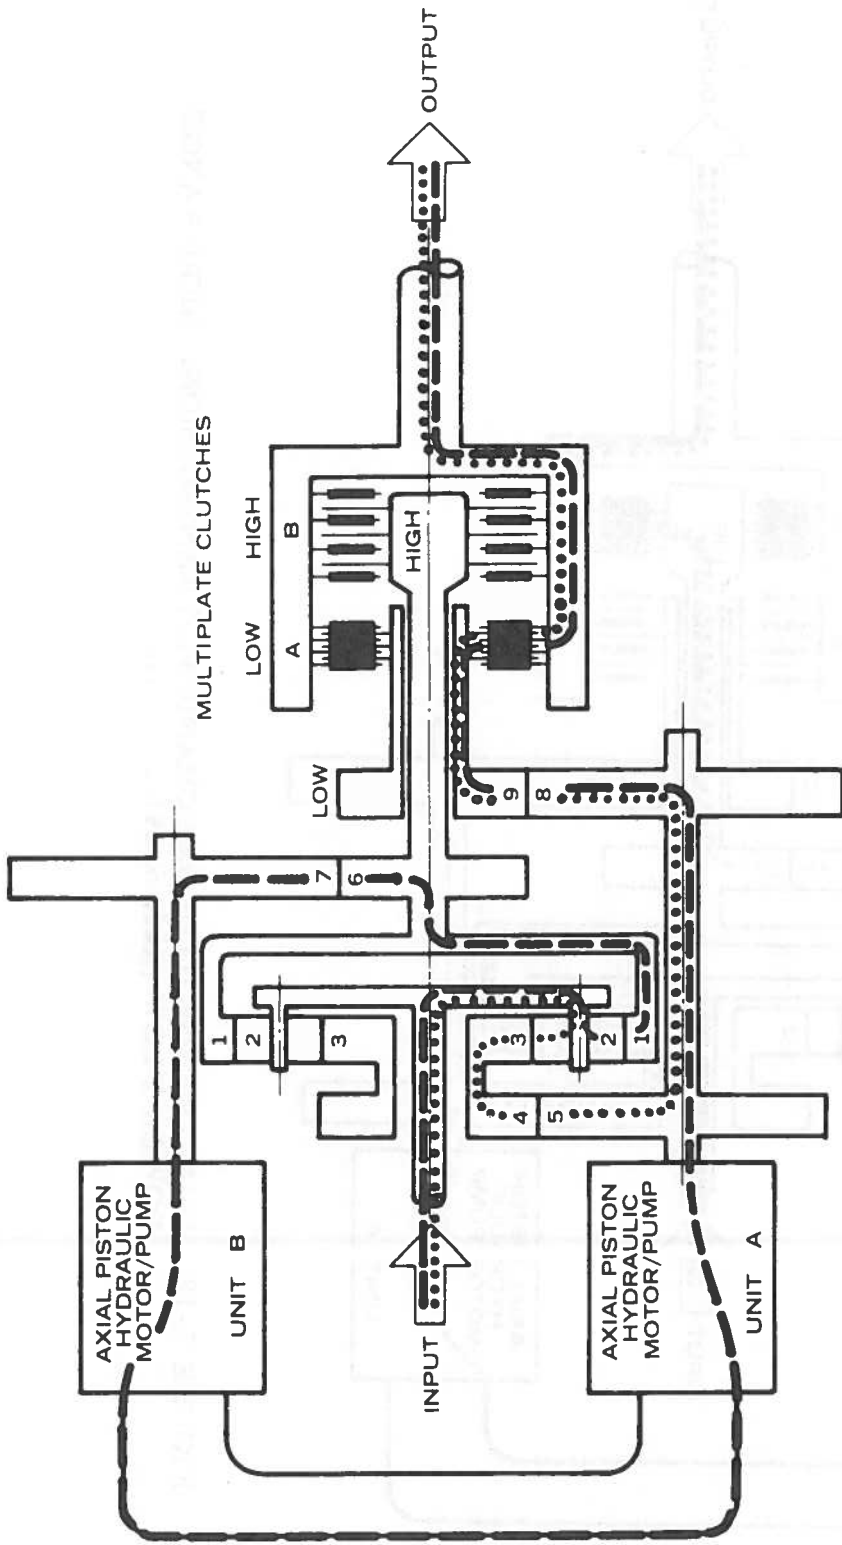 AXIAL PISTON
HYDRAULIC
MOTOR/PUMP
UNIT B
7
6
MULTIPLATE CLUTCHES
LOW
HIGH
A
B
LOW
HIGH
INPUT
OUTPUT
1
2
3
3
2
1
4
5
9
8
AXIAL PISTON
HYDRAULIC
MOTOR/PUMP
UNIT A